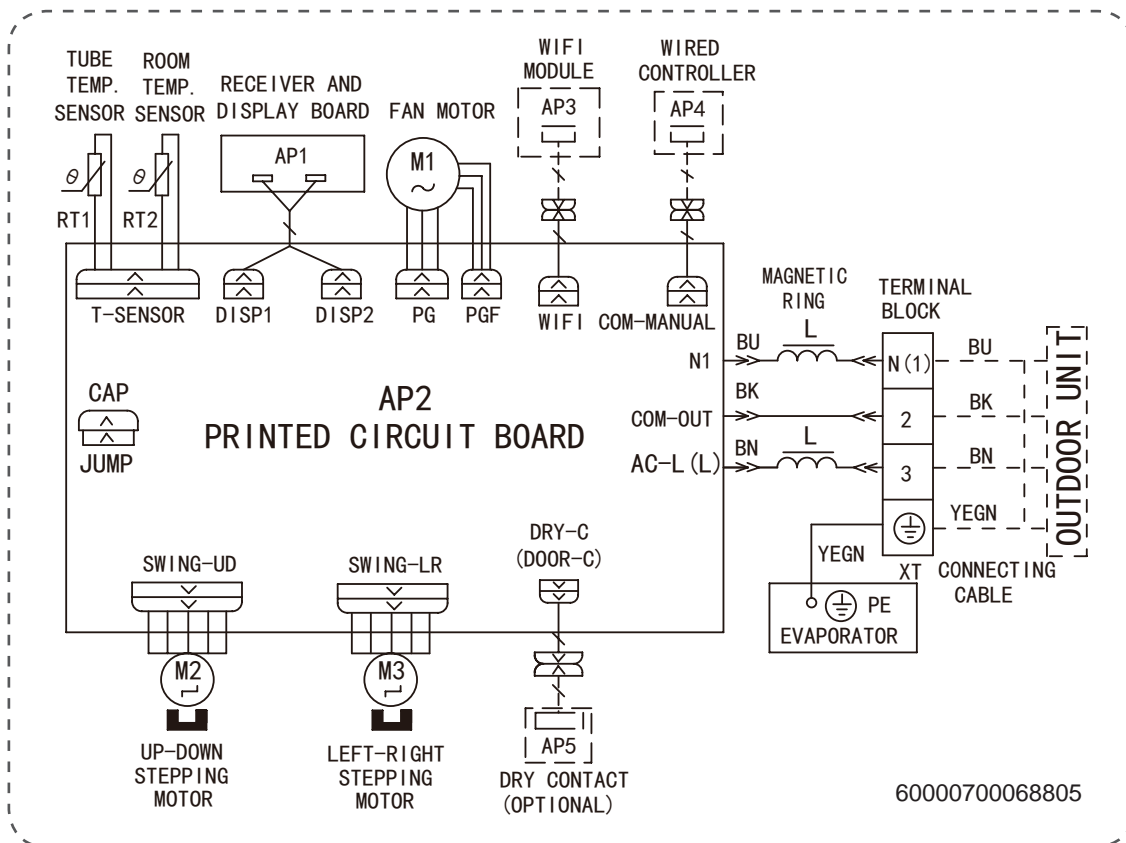 TUBE
TEMP.
SENSOR
ROOM
TEMP.
SENSOR
RECEIVER AND
DISPLAY BOARD
FAN MOTOR
WIFI
MODULE
WIRED
CONTROLLER
AP1
M1
AP3
AP4
θ
θ
RT1
RT2
T-SENSOR
DISP1
DISP2
PG
PGF
WIFI
COM-MANUAL
MAGNETIC
RING
TERMINAL
BLOCK
N1
BU
L
N(1)
BU
CAP
JUMP
AP2
PRINTED CIRCUIT BOARD
COM-OUT
BK
2
BK
AC-L(L)
BN
L
3
BN
YEGN
OUTDOOR UNIT
YEGN
XT
CONNECTING
CABLE
PE
EVAPORATOR
SWING-UD
SWING-LR
DRY-C
(DOOR-C)
M2
M3
AP5
UP-DOWN
STEPPING
MOTOR
LEFT-RIGHT
STEPPING
MOTOR
DRY CONTACT
(OPTIONAL)
60000700068805